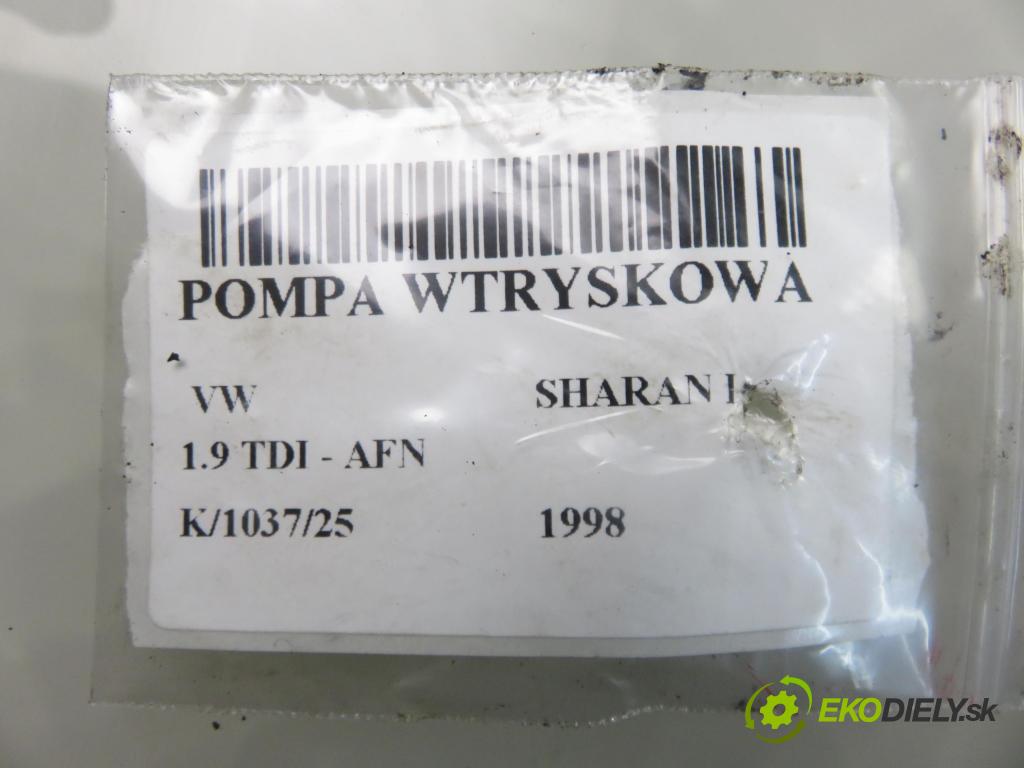 POMPA WTRYSKOWA
VW SHARAN I
1.9 TDI - AFN
K/1037/25 1998
EKODIELY.sk